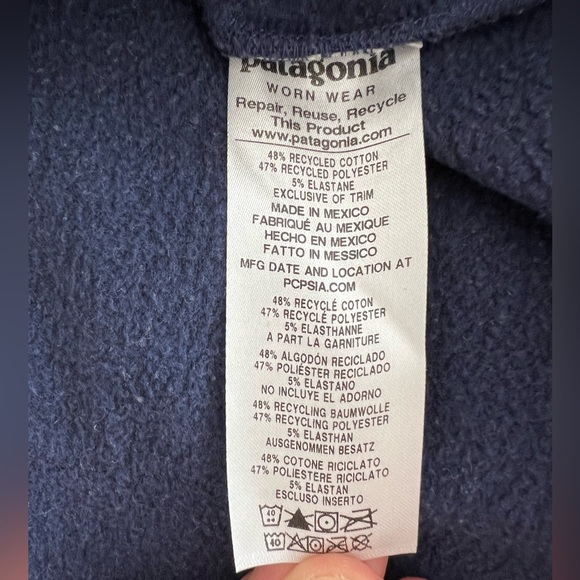 patagonia
WORN WEAR
Repair, Reuse, Recycle
This Product
www.patagonia.com
48% RECYCLED COTTON
47% RECYCLED POLYESTER
5% ELASTANE
EXCLUSIVE OF TRIM
MADE IN MEXICO
FABRIQUÉ AU MEXIQUE
HECHO EN MEXICO
FATTO IN MESSICO
MFG DATE AND LOCATION AT
PCPSIA.COM
48% RECYCLÉ COTON
47% RECYCLÉ POLYESTER
5% ELASTHANNE
A PART LA GARNITURE
48% ALGODÓN RECICLADO
47% POLIÉSTER RECICLADO
5% ELASTANO
NO INCLUYE EL ADORNO
48% RECYCLING BAUMWOLLE
47% RECYCLING POLYESTER
5% ELASTHAN
AUSGENOMMEN BESATZ
48% COTONE RICICLATO
47% POLIESTERE RICICLATO
5% ELASTAN
ESCLUSO INSERTO
40
40